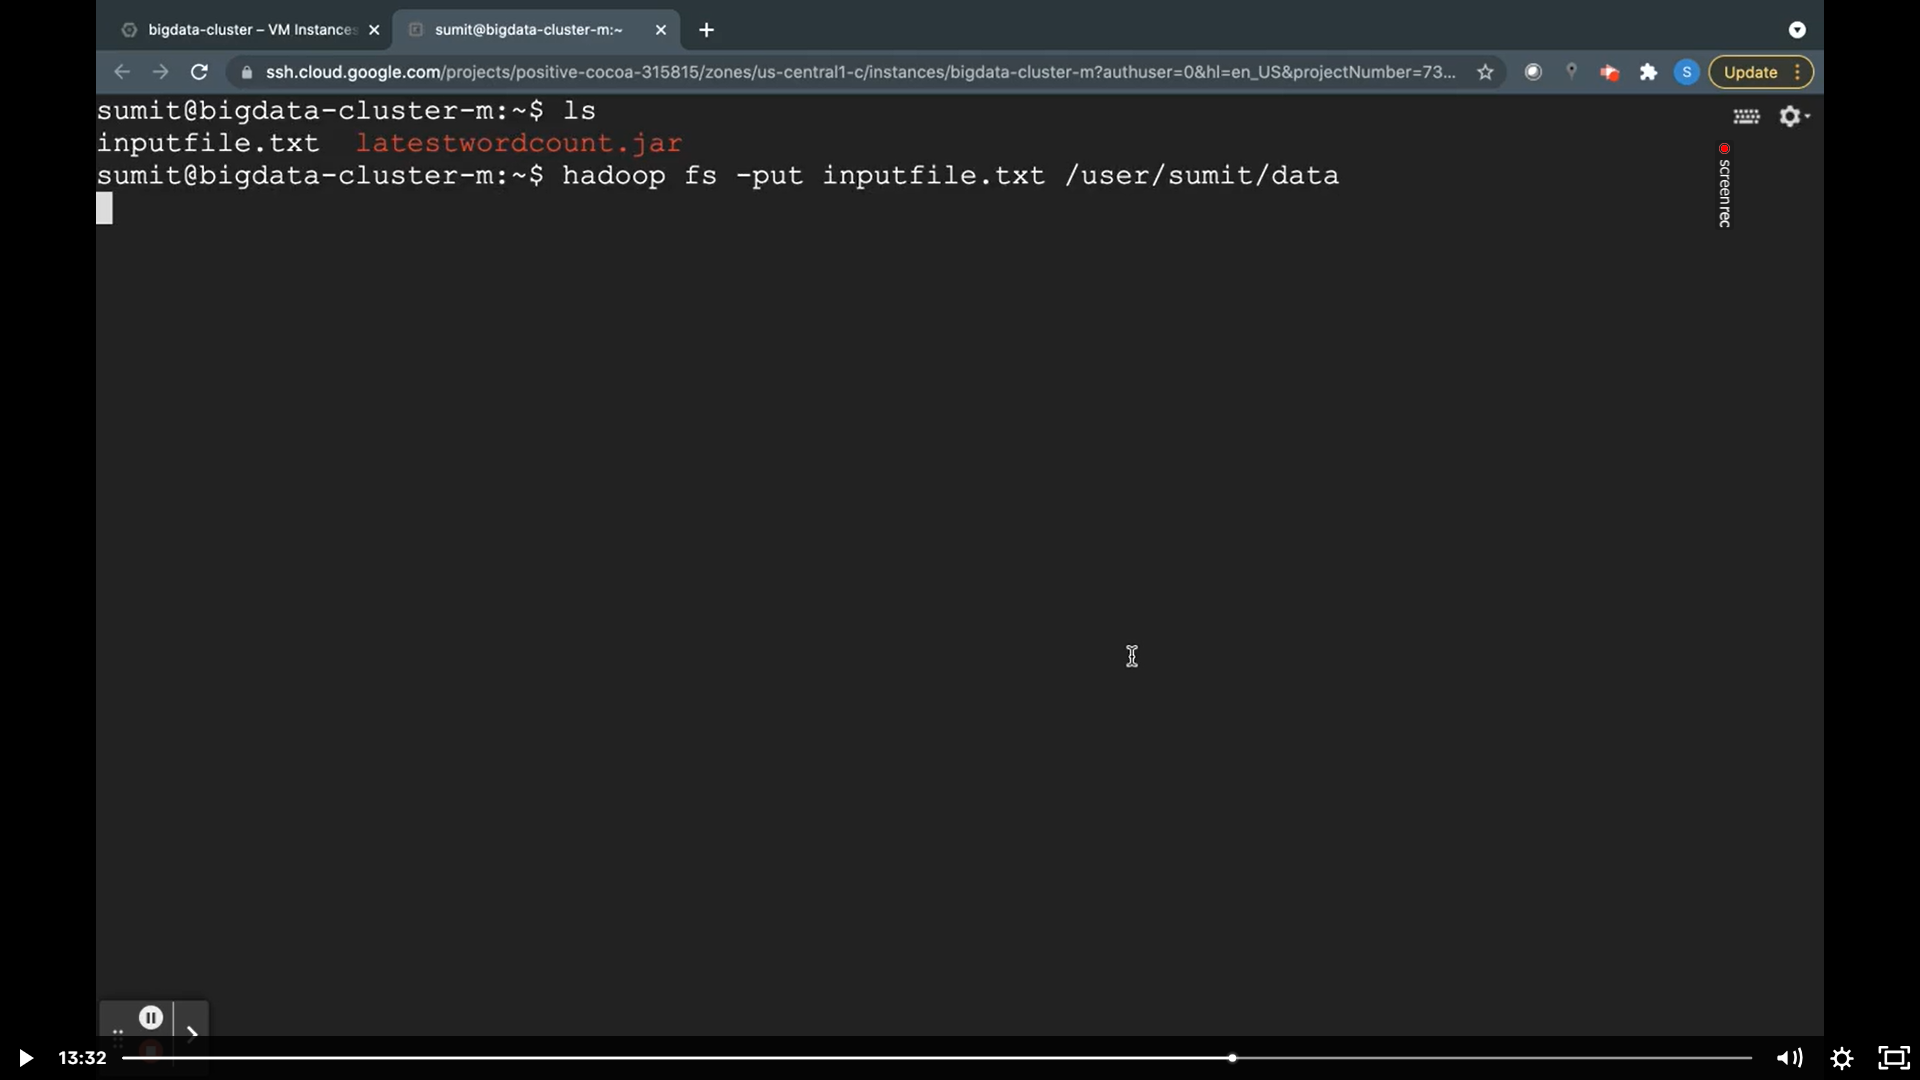 bigdata-cluster – VM Instances
sumit@bigdata-cluster-m:~
ssh.cloud.google.com/projects/positive-cocoa-315815/zones/us-central1-c/instances/bigdata-cluster-m?authuser=0&hl=en_US&projectNumber=73...
S
Update
sumit@bigdata-cluster-m:~$ ls
inputfile.txt latestwordcount.jar
sumit@bigdata-cluster-m:~$ hadoop fs -put inputfile.txt /user/sumit/data
screenrec
13:32